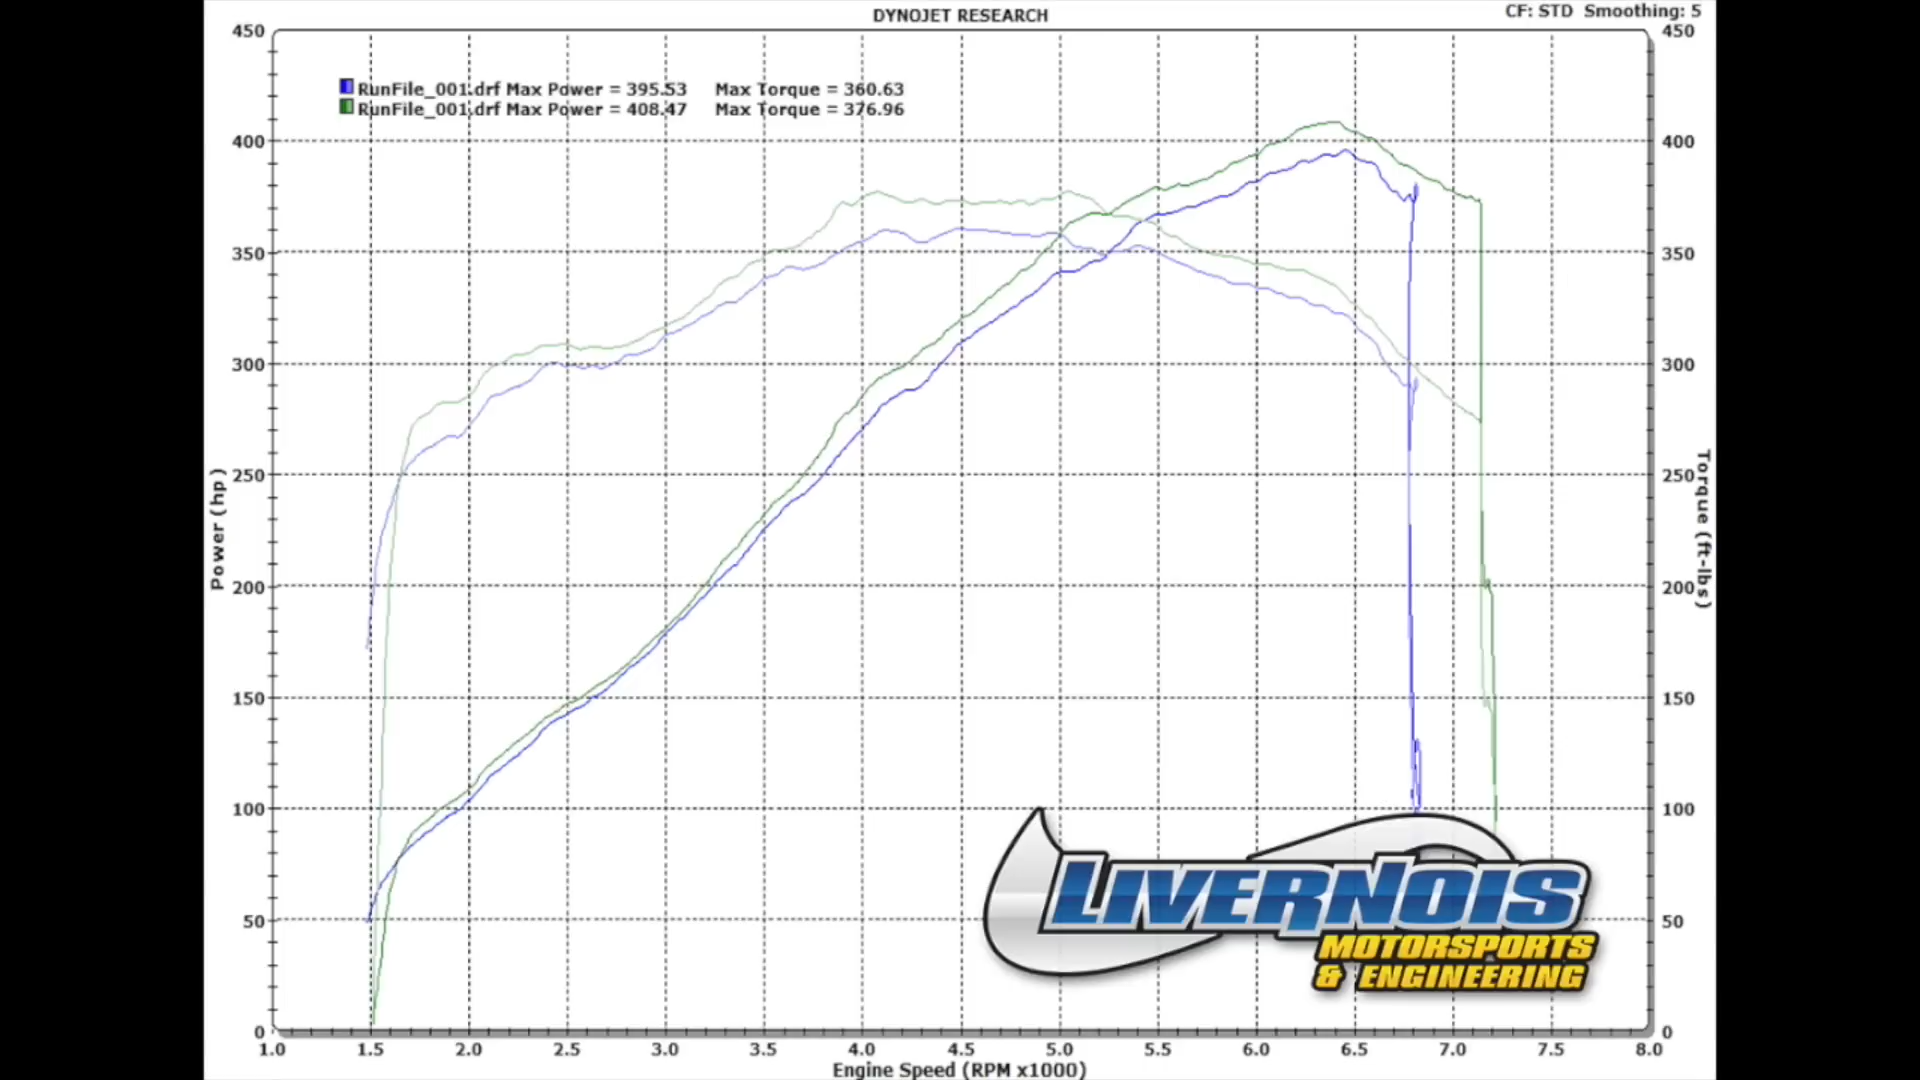 DYNOJET RESEARCH
CF: STD Smoothing: 5
RunFile_001.drf Max Power = 395.53 Max Torque = 360.63
RunFile_001.drf Max Power = 408.47 Max Torque = 376.96
450
400
350
300
250
200
150
100
50
0
Power (hp)
450
400
350
300
250
200
150
100
50
0
Torque (ft-lbs)
1.0 1.5 2.0 2.5 3.0 3.5 4.0 4.5 5.0 5.5 6.0 6.5 7.0 7.5 8.0
Engine Speed (RPM x1000)
LIVERNOIS
MOTORSPORTS
& ENGINEERING